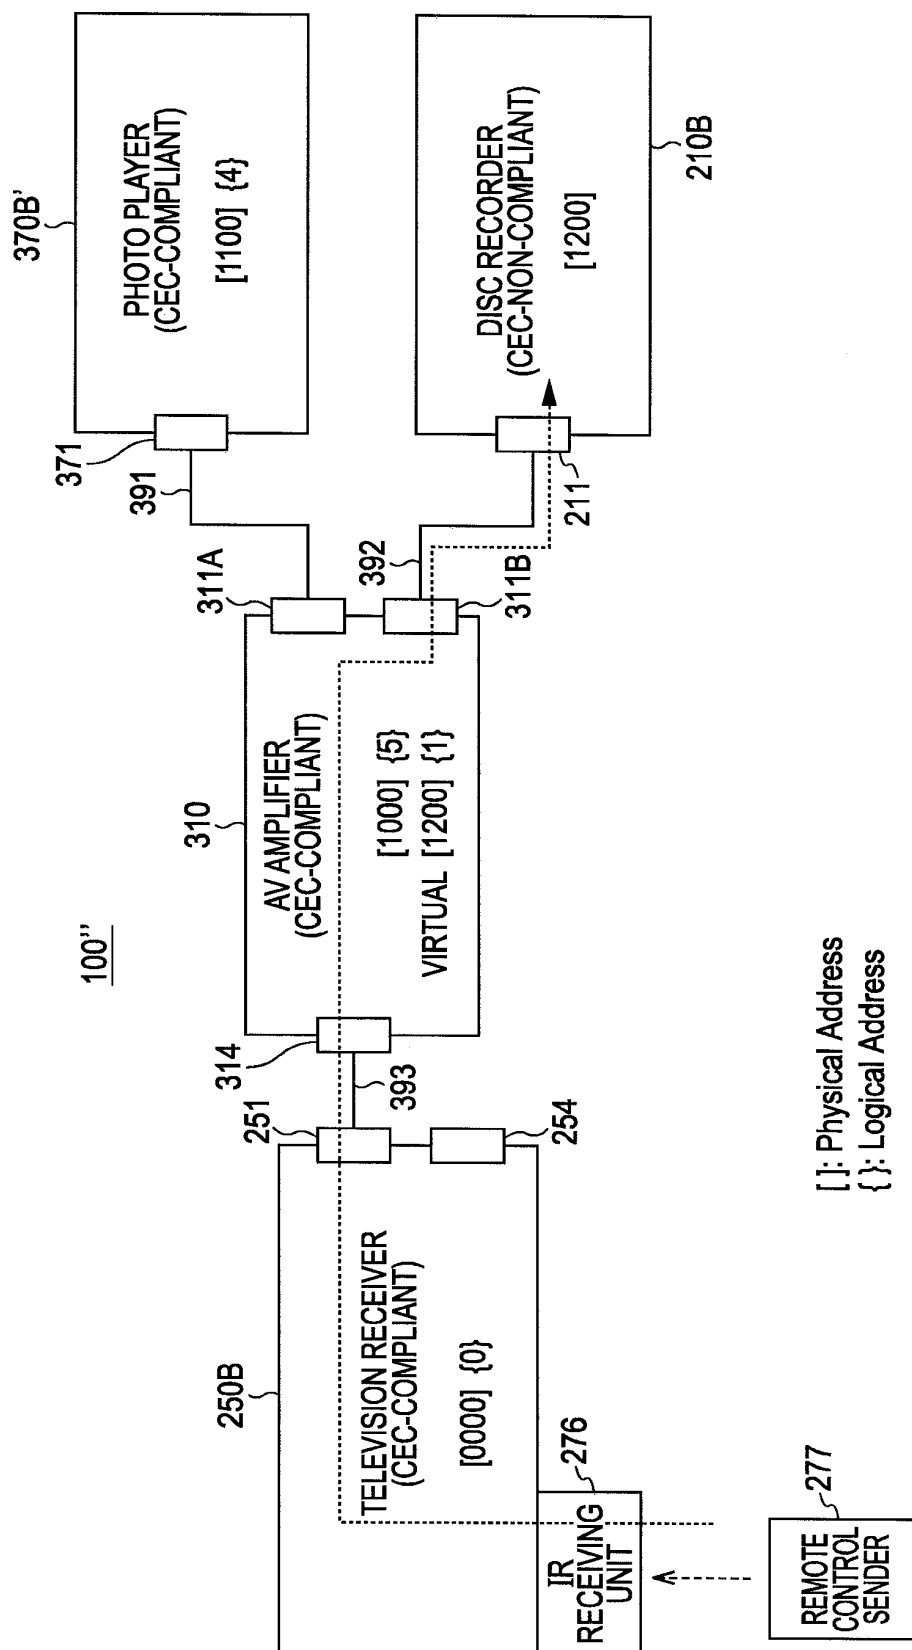 100"
250B
TELEVISION RECEIVER
(CEC-COMPLIANT)
[0000] {0}
251
254
276
IR
RECEIVING
UNIT
277
REMOTE
CONTROL
SENDER
393
314
310
AV AMPLIFIER
(CEC-COMPLIANT)
[1000] {5}
VIRTUAL [1200] {1}
311A
311B
391
392
371
370B'
PHOTO PLAYER
(CEC-COMPLIANT)
[1100] {4}
211
DISC RECORDER
(CEC-NON-COMPLIANT)
[1200]
210B
[ ]: Physical Address
{ }: Logical Address